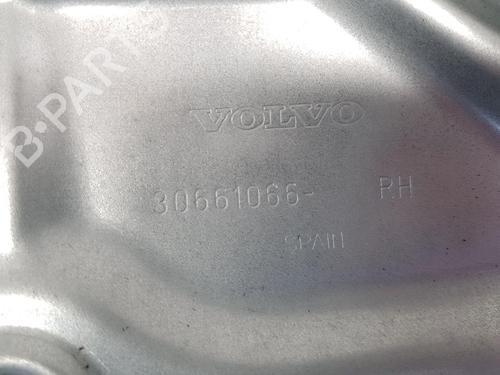 B-PARTS
VOLVO
30661066- RH
SPAIN